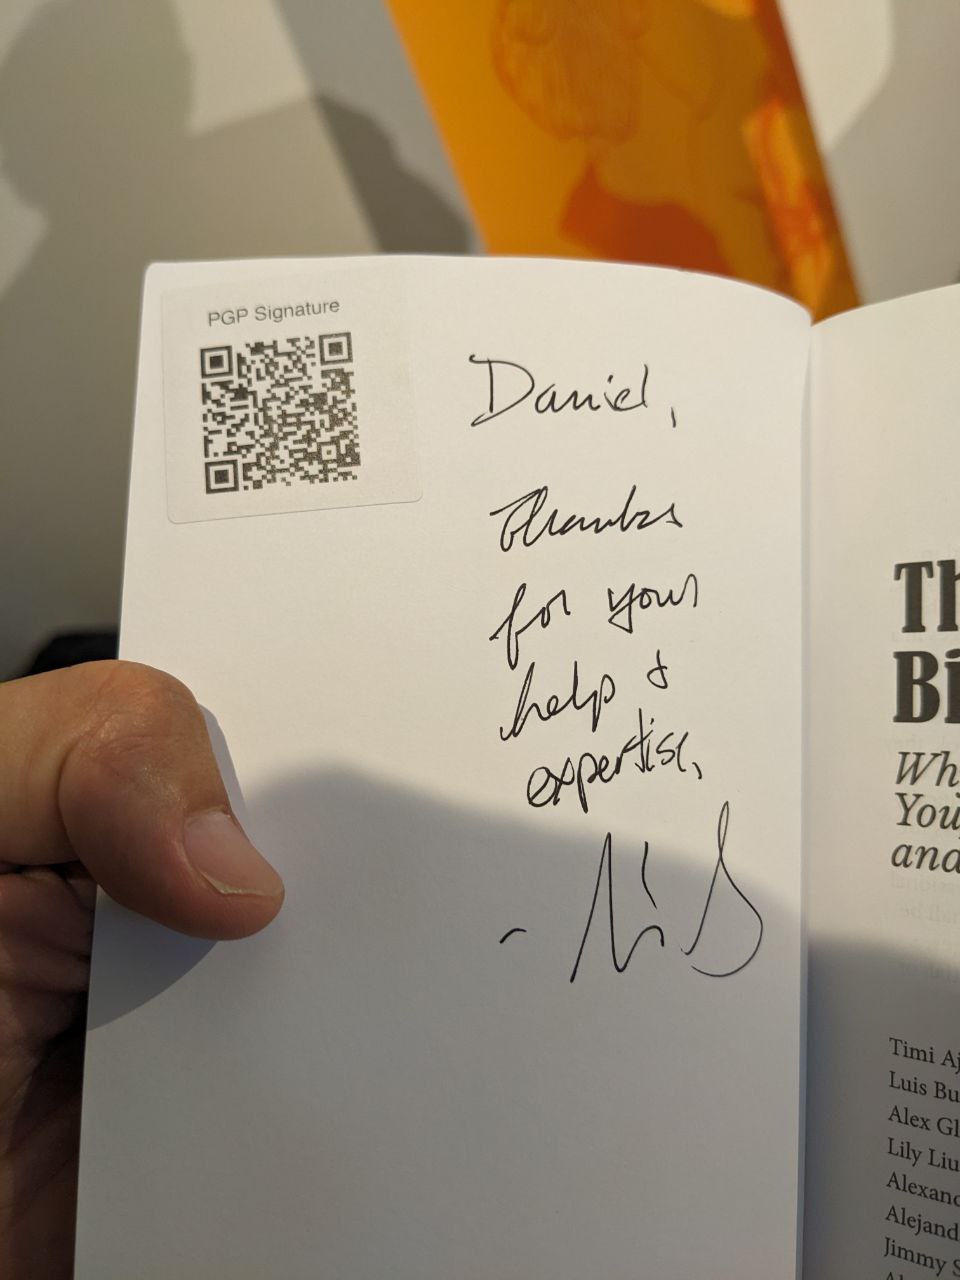 PGP Signature
Daniel,
thanks
for your
help &
expertise,
Th
Bi
Why
You
and
Timi Aj
Luis Bu
Alex Gl
Lily Liu
Alexand
Alejand
Jimmy S